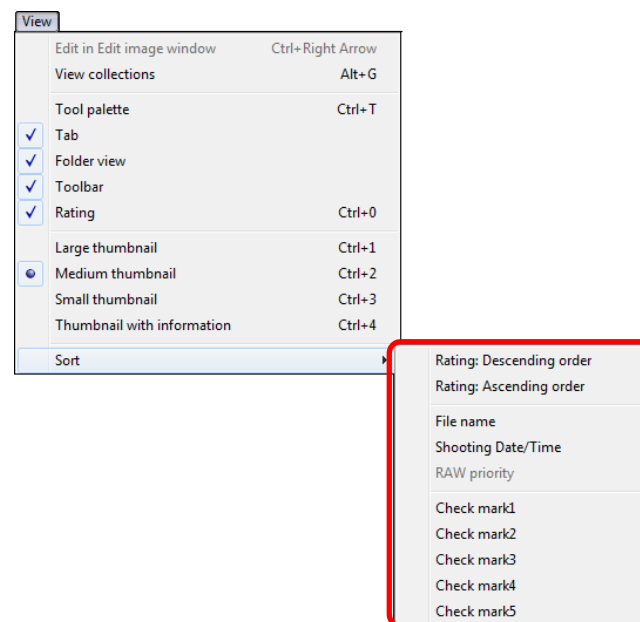 View
Edit in Edit image window Ctrl+Right Arrow
View collections Alt+G
Tool palette Ctrl+T
Tab
Folder view
Toolbar
Rating Ctrl+0
Large thumbnail Ctrl+1
Medium thumbnail Ctrl+2
Small thumbnail Ctrl+3
Thumbnail with information Ctrl+4
Sort
Rating: Descending order
Rating: Ascending order
File name
Shooting Date/Time
RAW priority
Check mark1
Check mark2
Check mark3
Check mark4
Check mark5